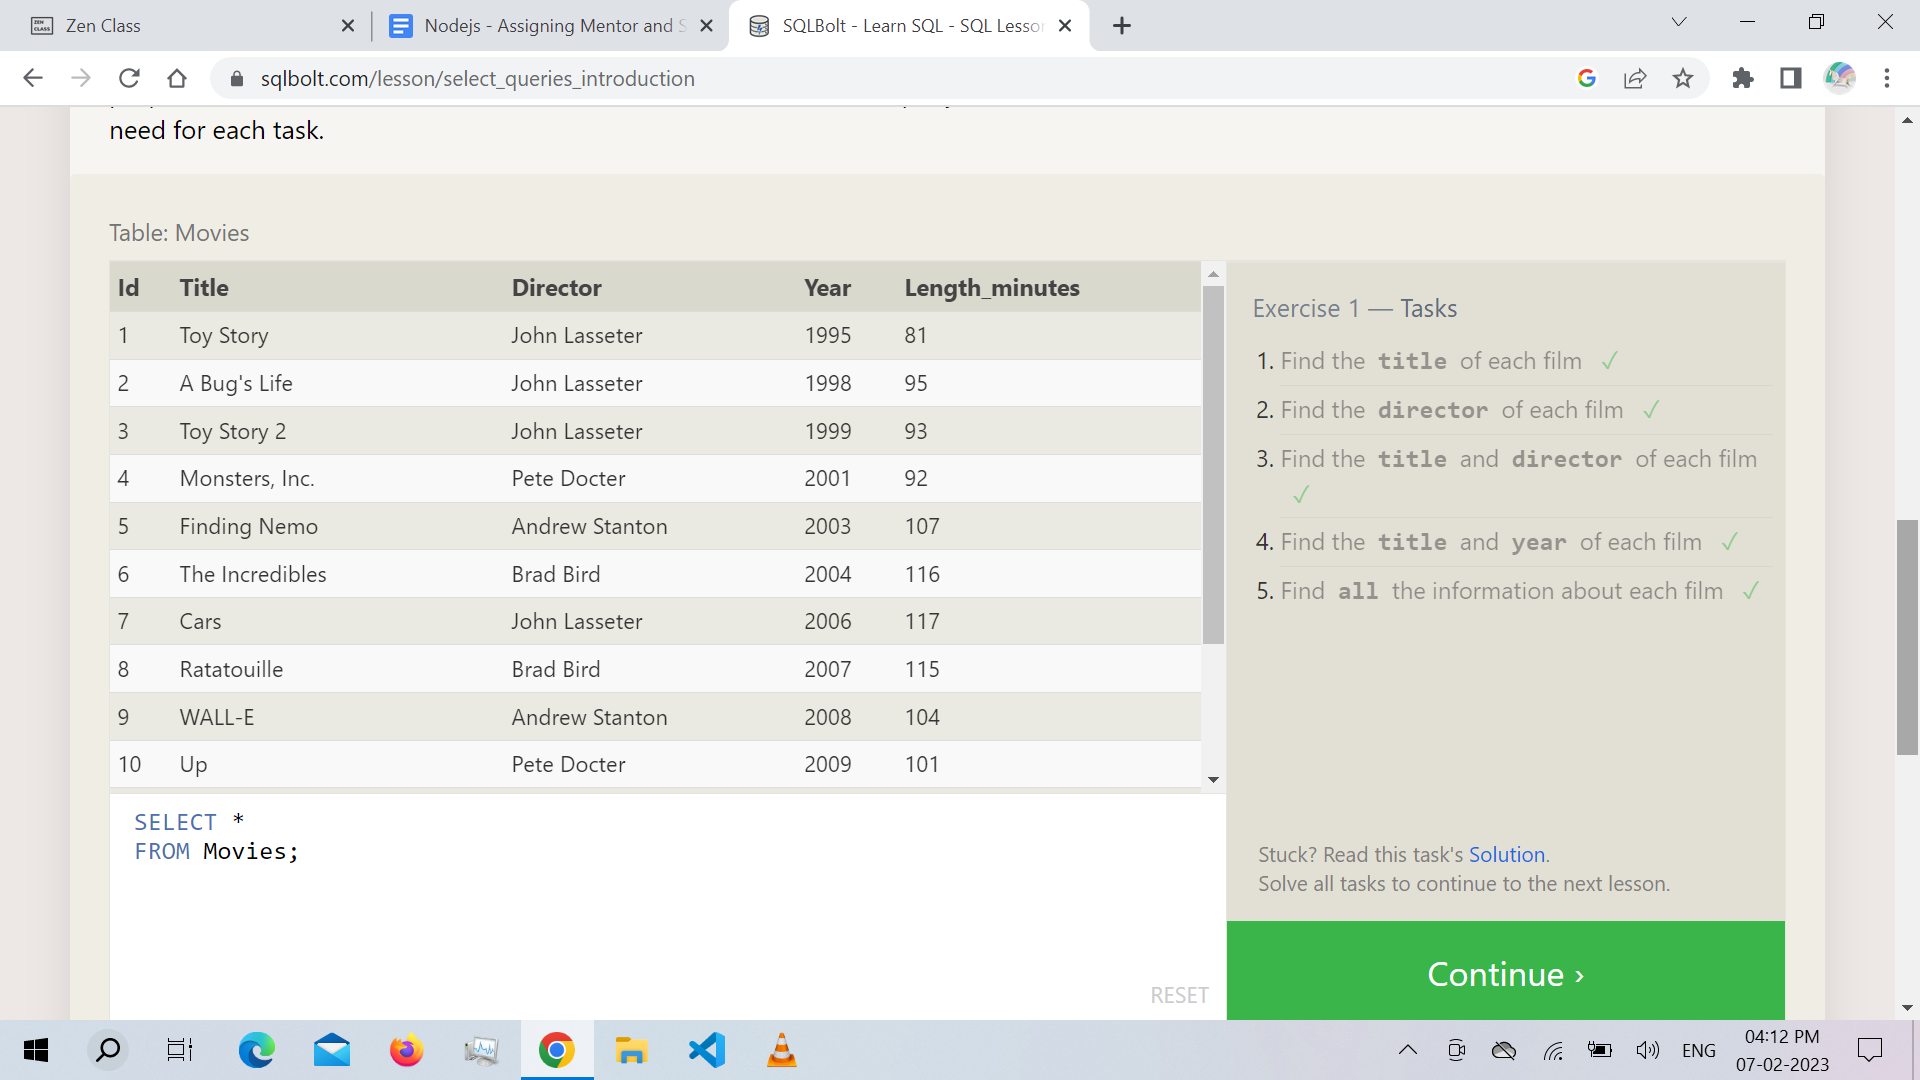 Zen Class
Nodejs - Assigning Mentor and S
SQLBolt - Learn SQL - SQL Lesson
sqlbolt.com/lesson/select_queries_introduction
need for each task.
Table: Movies
Id Title Director Year Length_minutes
1 Toy Story John Lasseter 1995 81
2 A Bug's Life John Lasseter 1998 95
3 Toy Story 2 John Lasseter 1999 93
4 Monsters, Inc. Pete Docter 2001 92
5 Finding Nemo Andrew Stanton 2003 107
6 The Incredibles Brad Bird 2004 116
7 Cars John Lasseter 2006 117
8 Ratatouille Brad Bird 2007 115
9 WALL-E Andrew Stanton 2008 104
10 Up Pete Docter 2009 101
SELECT *
FROM Movies;
RESET
Exercise 1 — Tasks
1. Find the title of each film ✓
2. Find the director of each film ✓
3. Find the title and director of each film
✓
4. Find the title and year of each film ✓
5. Find all the information about each film ✓
Stuck? Read this task's Solution.
Solve all tasks to continue to the next lesson.
Continue ›
ENG
04:12 PM
07-02-2023